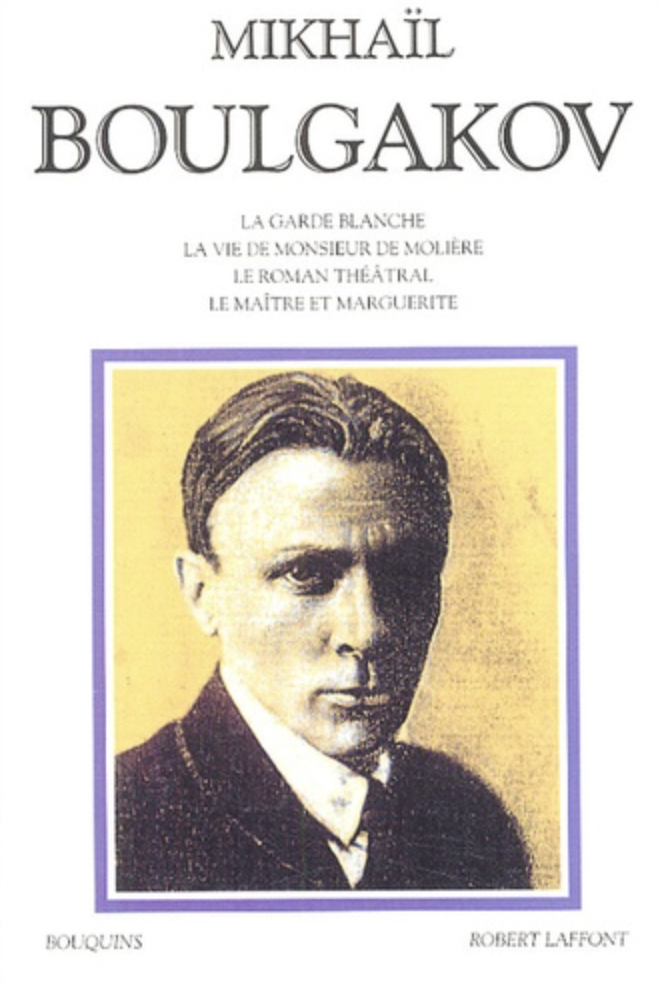 MIKHAÏL
BOULGAKOV
LA GARDE BLANCHE
LA VIE DE MONSIEUR DE MOLIÈRE
LE ROMAN THÉÂTRAL
LE MAÎTRE ET MARGUERITE
BOUQUINS
ROBERT LAFFONT